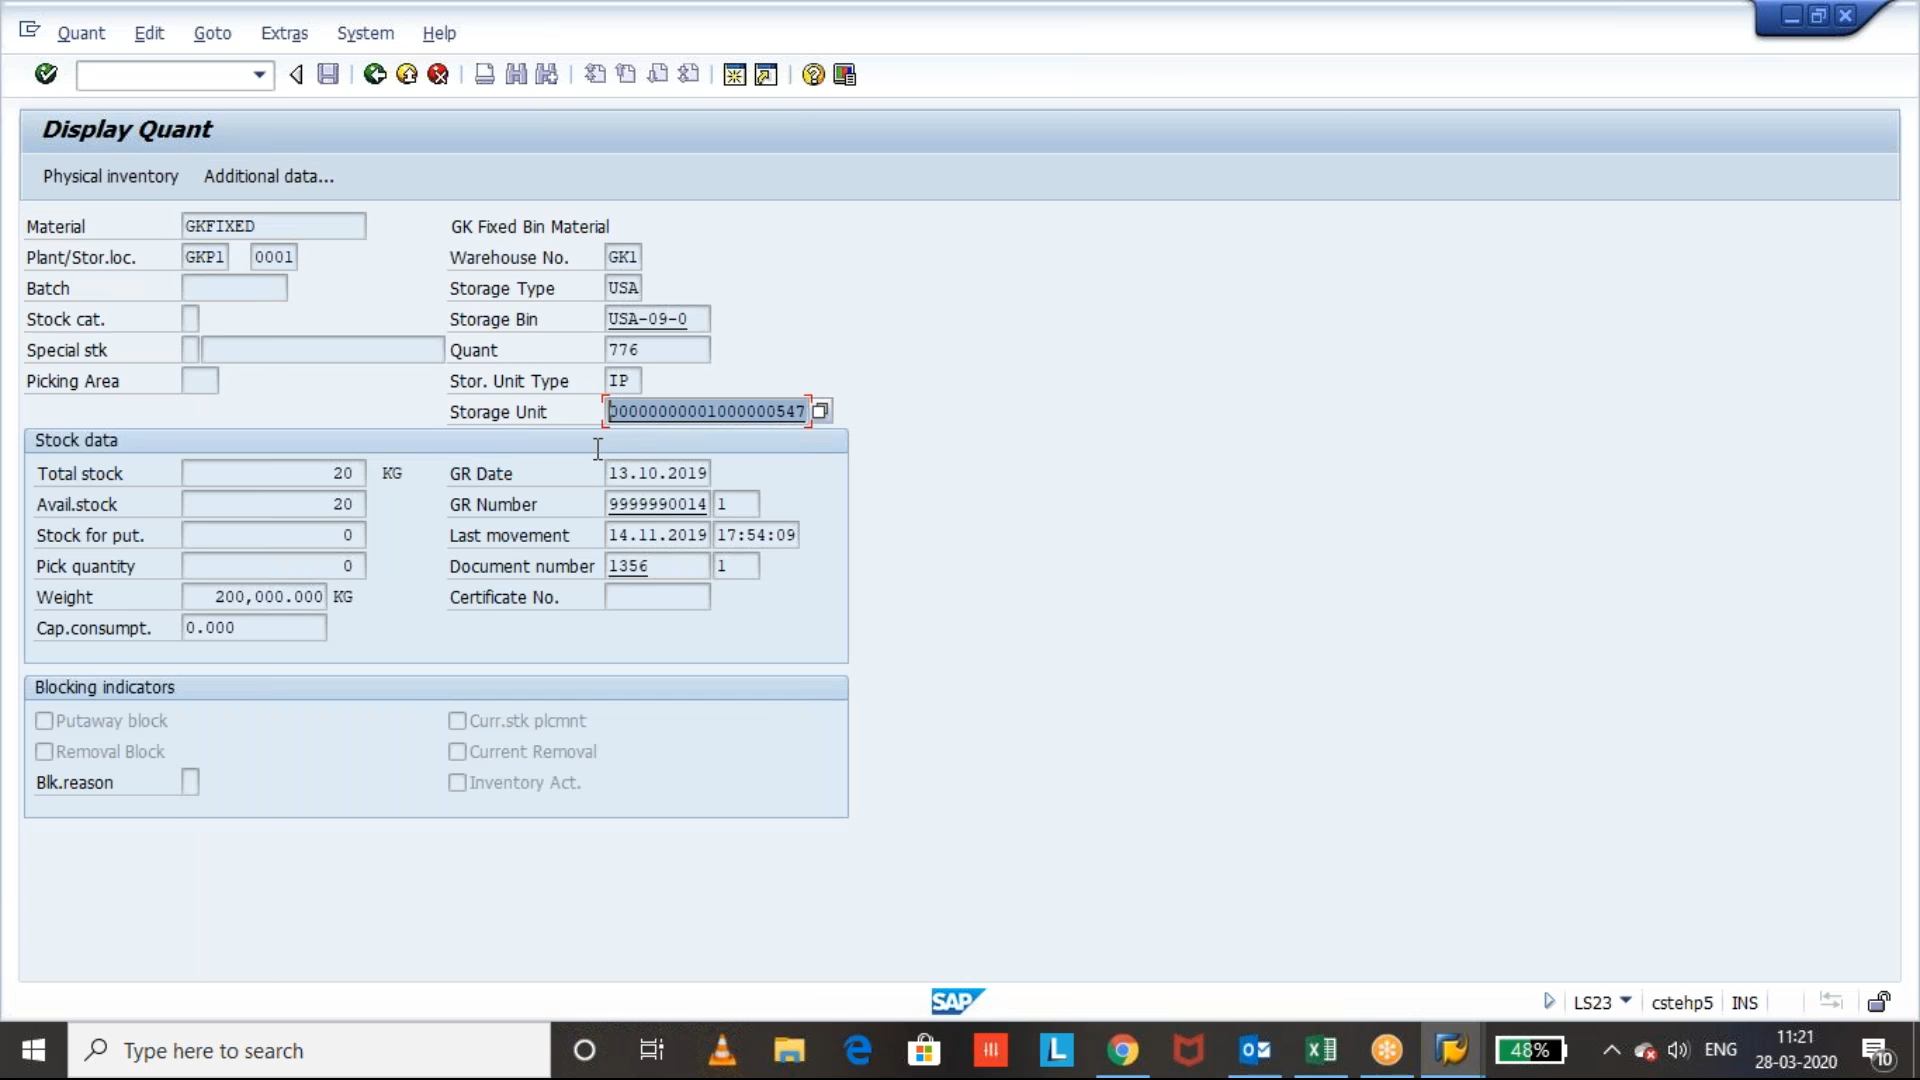 Quant Edit Goto Extras System Help
Display Quant
Physical inventory Additional data...
Material GKFIXED GK Fixed Bin Material
Plant/Stor.loc. GKP1 0001 Warehouse No. GK1
Batch Storage Type USA
Stock cat. Storage Bin USA-09-0
Special stk Quant 776
Picking Area Stor. Unit Type IP
Storage Unit 00000000001000000547
Stock data
Total stock 20 KG GR Date 13.10.2019
Avail.stock 20 GR Number 9999990014 1
Stock for put. 0 Last movement 14.11.2019 17:54:09
Pick quantity 0 Document number 1356 1
Weight 200,000.000 KG Certificate No.
Cap.consumpt. 0.000
Blocking indicators
Putaway block Curr.stk plcmnt
Removal Block Current Removal
Blk.reason Inventory Act.
SAP LS23 cstehp5 INS
Type here to search 48% ENG 11:21
28-03-2020 10